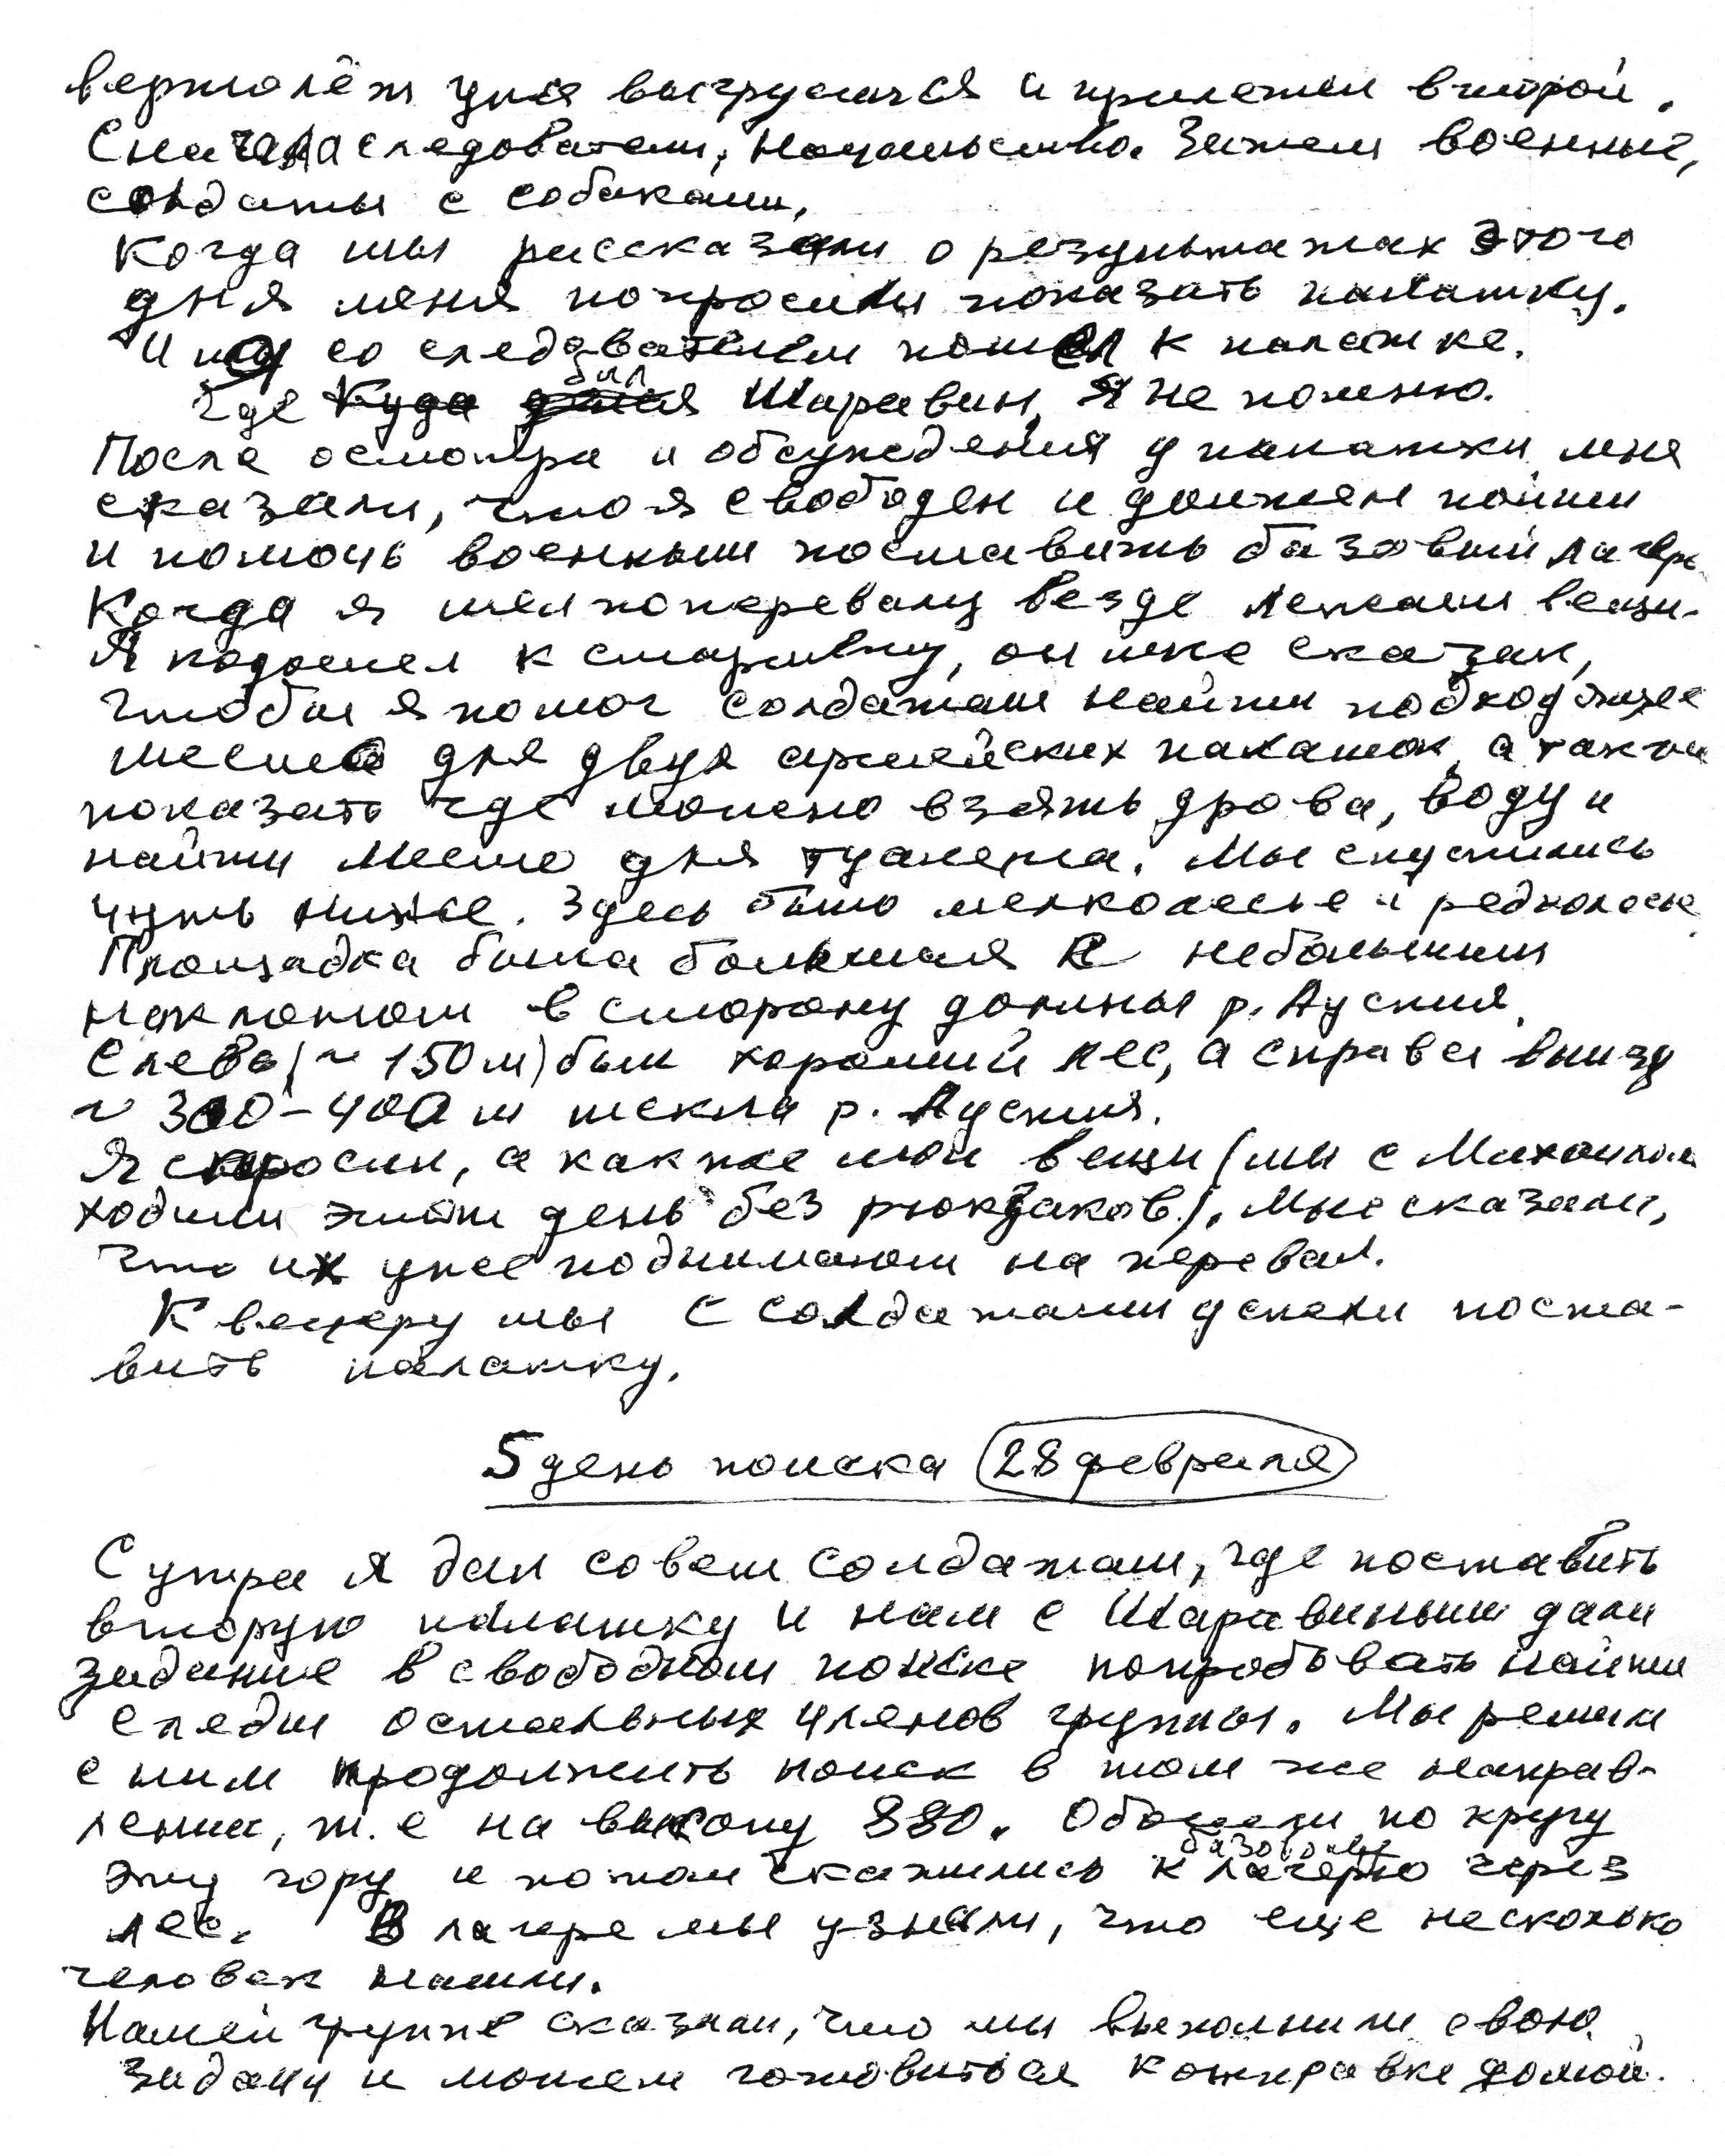 вертолёт уже выгрузился и прилетел второй.
Сначала следователи, начальство. Затем военные,
солдаты с собаками.
Когда мы рассказали о результатах этого
дня меня попросили показать палатку.
И я со следователем пошел к палатке.
Где был Шаравин, я не помню.
После осмотра и обсуждения у палатки мне
сказали, что я свободен и должен пойти
и помочь военным поставить базовый лагерь.
Когда я шел по перевалу везде лежали вещи.
Я подошел к старшему, он мне сказал,
чтобы я помог солдатам найти подходящее
место для двух армейских палаток, а также
показать где можно взять дрова, воду и
найти место для туалета. Мы спустились
чуть ниже. Здесь было мелколесье и редколесье.
Площадка была большая с небольшим
наклоном в сторону долины р. Ауспия.
Слева (~ 150 м) был хороший лес, а справа внизу
~ 300-400 м текла р. Ауспия.
Я спросил, а как же мои вещи (мы с Михаилом
ходили этот день без рюкзаков). Мне сказали,
что их уже поднимают на перевал.
К вечеру мы с солдатами успели поста-
вить палатку.
5 день поиска (28 февраля)
С утра я дал совет солдатам, где поставить
вторую палатку и нам с Шаравиным дали
задание в свободном поиске попробовать найти
следы остальных членов группы. Мы решили
с ним продолжить поиск в том же направ-
лении, т.е на высоту 880. Обошли по кругу
эту гору и потом скатились к базовому лагерю через
лес. В лагере мы узнали, что еще несколько
человек нашли.
Нашей группе сказали, что мы выполнили свою
задачу и можем готовиться к отправке домой.